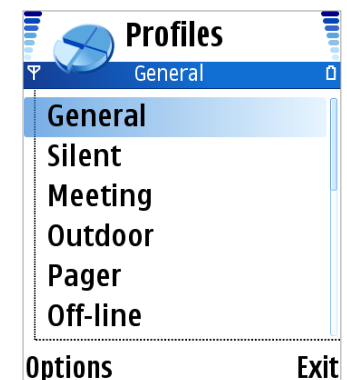 Profiles
General
General
Silent
Meeting
Outdoor
Pager
Off-line
Options Exit